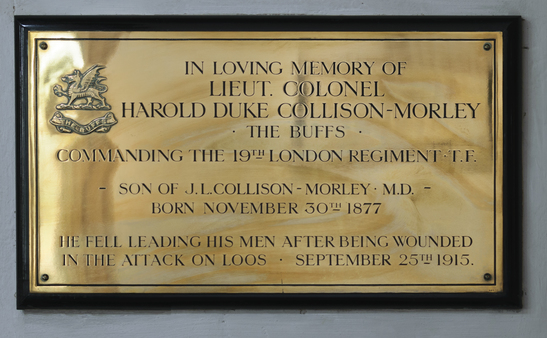 IN LOVING MEMORY OF
LIEUT. COLONEL
HAROLD DUKE COLLISON-MORLEY
· THE BUFFS ·
THE BUFFS
COMMANDING THE 19TH LONDON REGIMENT·T.F.
- SON OF J.L.COLLISON-MORLEY· M.D. -
BORN NOVEMBER 30TH 1877
HE FELL LEADING HIS MEN AFTER BEING WOUNDED
IN THE ATTACK ON LOOS · SEPTEMBER 25TH 1915.